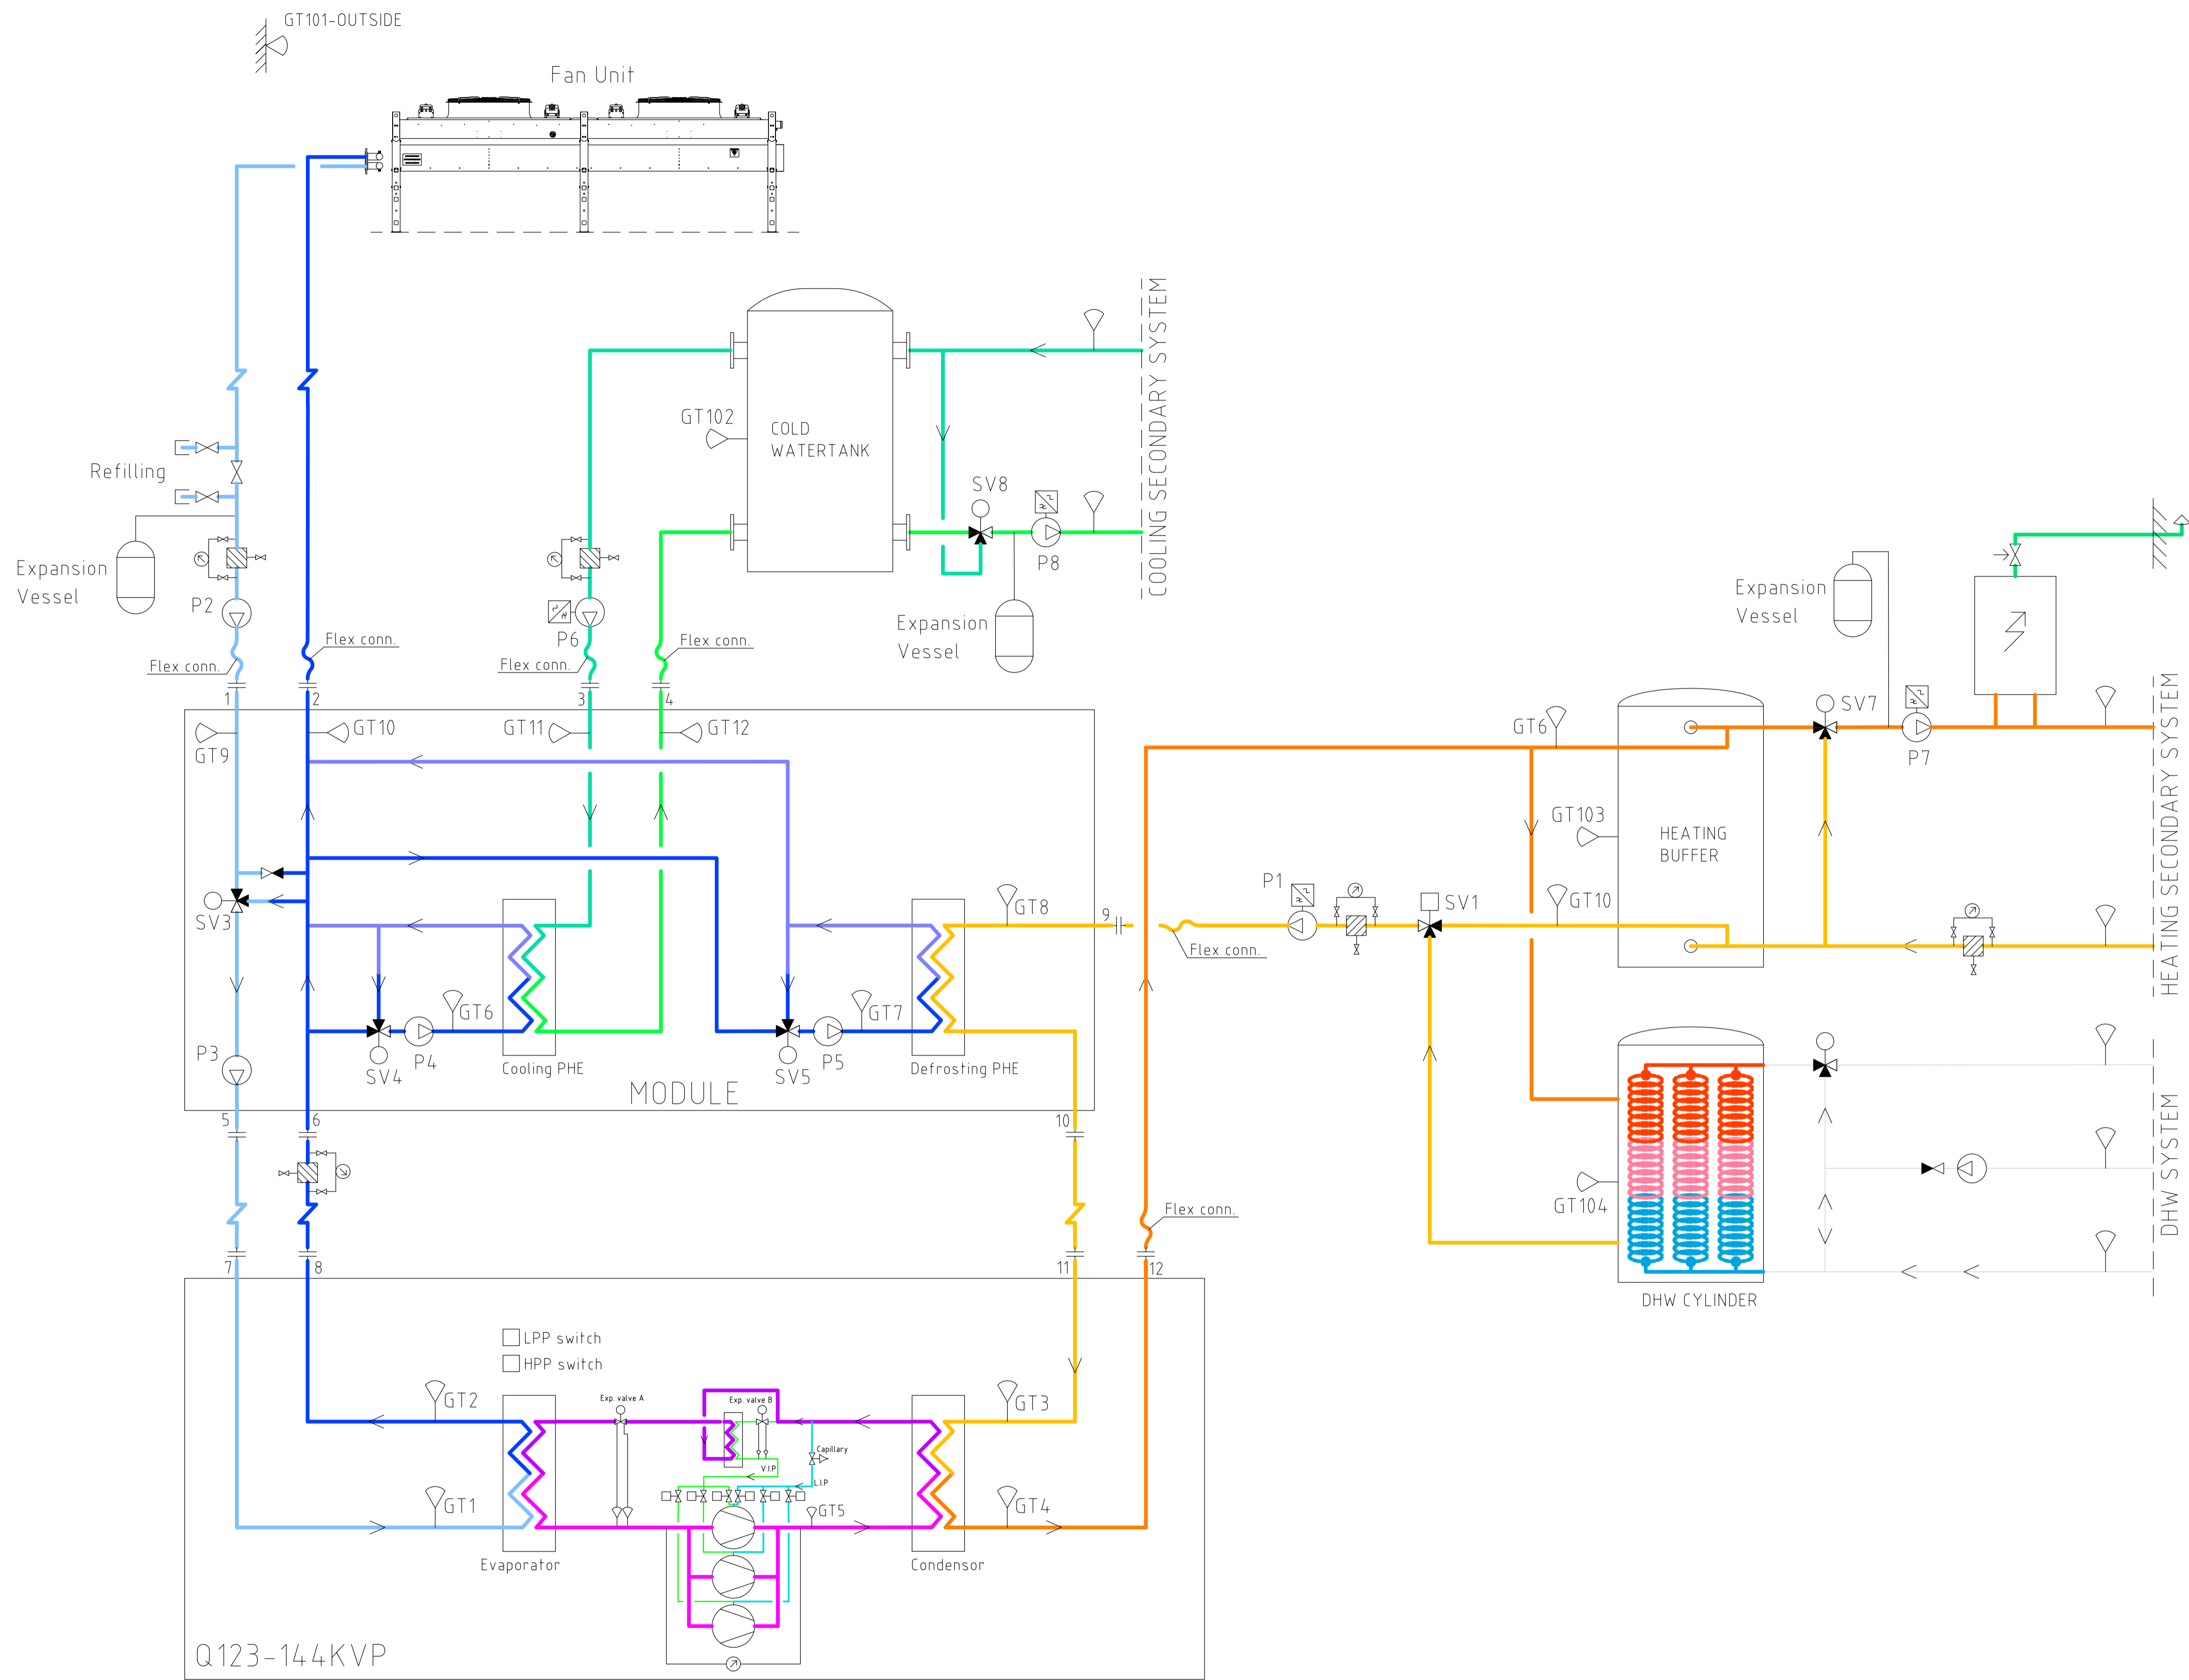 GT101-OUTSIDE
Fan Unit
COOLING SECONDARY SYSTEM
GT102
COLD
WATERTANK
Refilling
SV8
P8
Expansion
Vessel
P2
P6
Expansion
Vessel
Expansion
Vessel
Flex conn.
Flex conn.
Flex conn.
Flex conn.
1
2
3
4
GT9
GT10
GT11
GT12
GT6
SV7
P7
HEATING SECONDARY SYSTEM
GT103
HEATING
BUFFER
SV3
GT8
9
P1
SV1
GT10
Flex conn.
GT6
GT7
P3
SV4
P4
Cooling PHE
SV5
P5
Defrosting PHE
MODULE
5
6
10
DHW SYSTEM
GT104
Flex conn.
7
8
11
12
DHW CYLINDER
LPP switch
HPP switch
GT2
Exp. valve A
Exp. valve B
GT3
Capillary
V.I.P
L.I.P
GT1
GT5
GT4
Evaporator
Condensor
Q123-144KVP